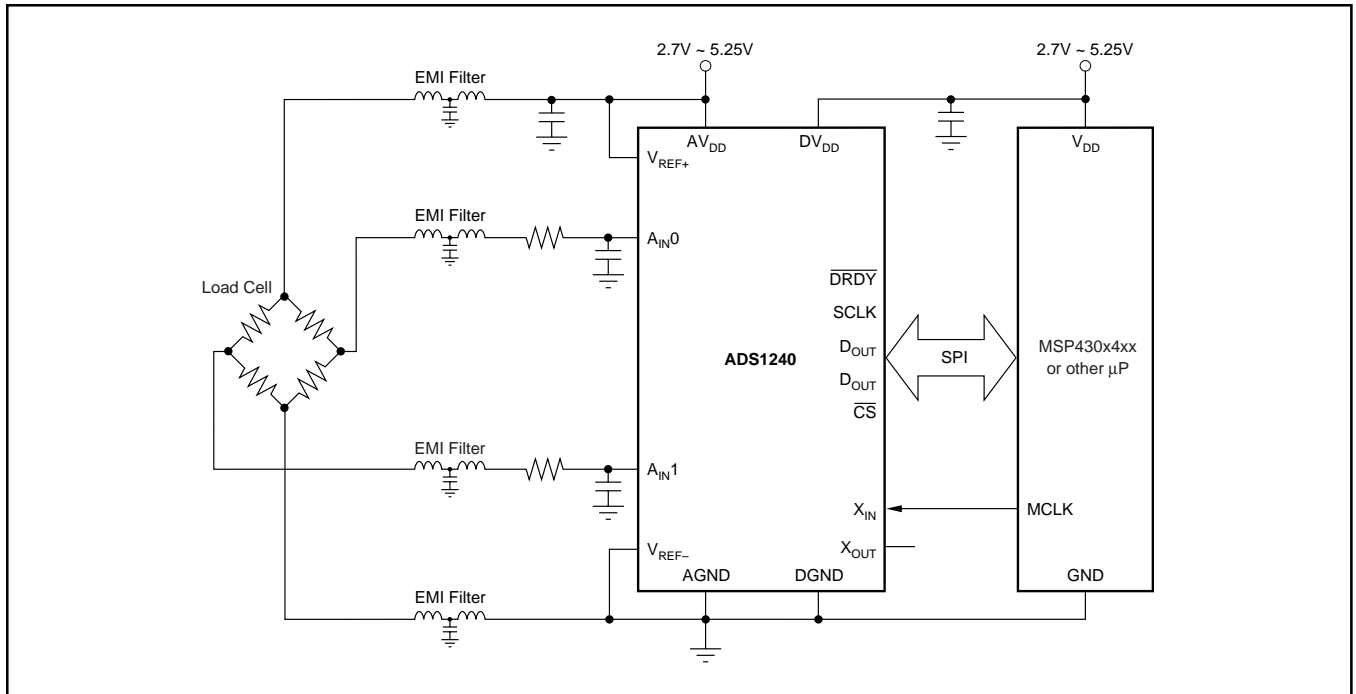 2.7V ~ 5.25V
2.7V ~ 5.25V
EMI Filter
AVDD
DVDD
VDD
VREF+
EMI Filter
AIN0
DRDY
Load Cell
SCLK
DOUT
ADS1240
SPI
MSP430x4xx
or other μP
DOUT
CS
EMI Filter
AIN1
XIN
MCLK
VREF–
XOUT
AGND
DGND
GND
EMI Filter